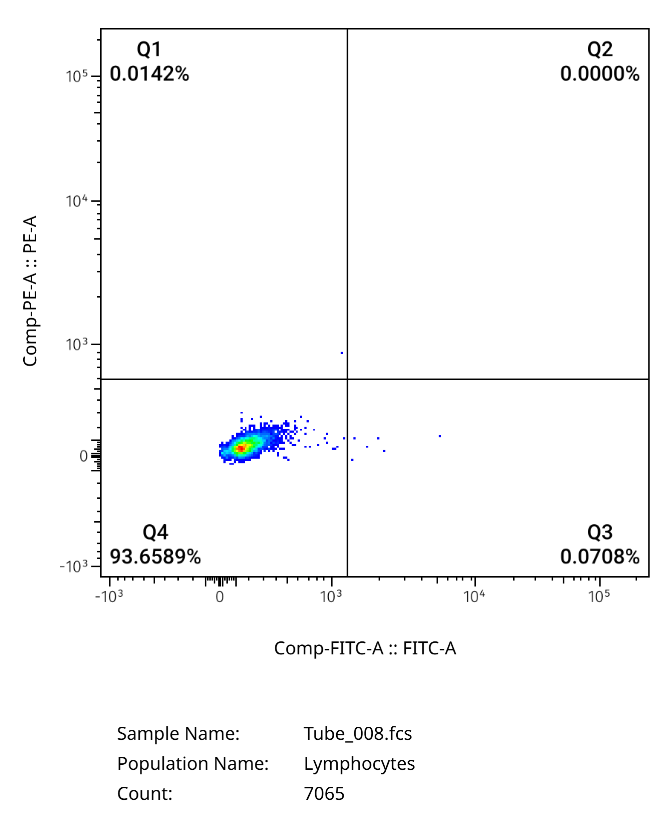 Q1
0.0142%
Q2
0.0000%
10⁵
10⁴
10³
0
-10³
Comp-PE-A :: PE-A
Q4
93.6589%
Q3
0.0708%
-10³
0
10³
10⁴
10⁵
Comp-FITC-A :: FITC-A
Sample Name: Tube_008.fcs
Population Name: Lymphocytes
Count: 7065